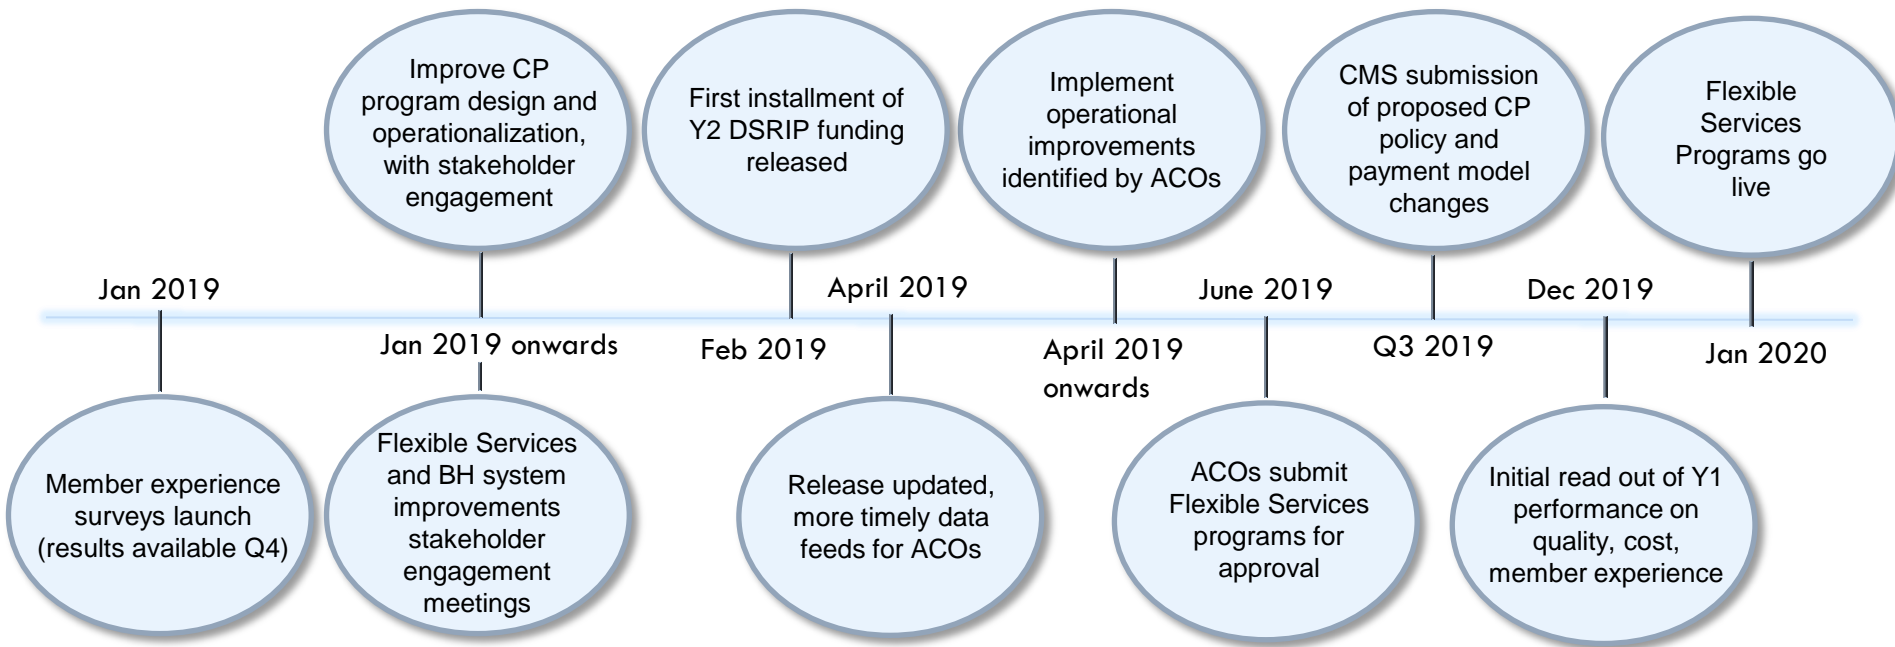 Improve CP
program design and
operationalization,
with stakeholder
engagement
First installment of
Y2 DSRIP funding
released
Implement
operational
improvements
identified by ACOs
CMS submission
of proposed CP
policy and
payment model
changes
Flexible
Services
Programs go
live
Jan 2019
April 2019
June 2019
Dec 2019
Jan 2019 onwards
Feb 2019
April 2019
onwards
Q3 2019
Jan 2020
Member experience
surveys launch
(results available Q4)
Flexible Services
and BH system
improvements
stakeholder
engagement
meetings
Release updated,
more timely data
feeds for ACOs
ACOs submit
Flexible Services
programs for
approval
Initial read out of Y1
performance on
quality, cost,
member experience